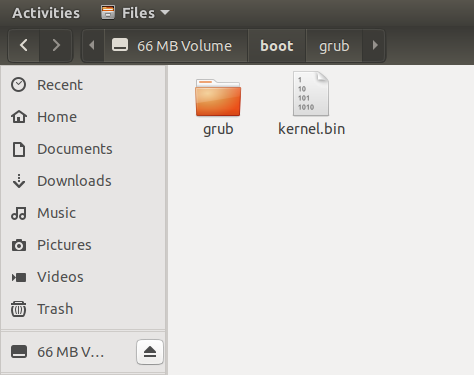 Activities Files
66 MB Volume boot grub
Recent
Home
Documents
Downloads
Music
Pictures
Videos
Trash
66 MB V...
1
10
101
1010
grub kernel.bin